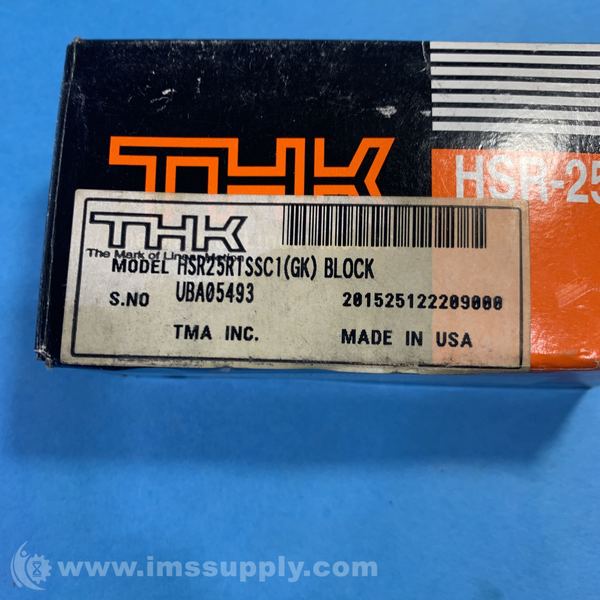 THK
HSR-25
THK
The Mark of Linear Motion
MODEL HSR25R1SSC1(GK) BLOCK
S.NO UBA05493 201525122209000
TMA INC. MADE IN USA
www.imssupply.com